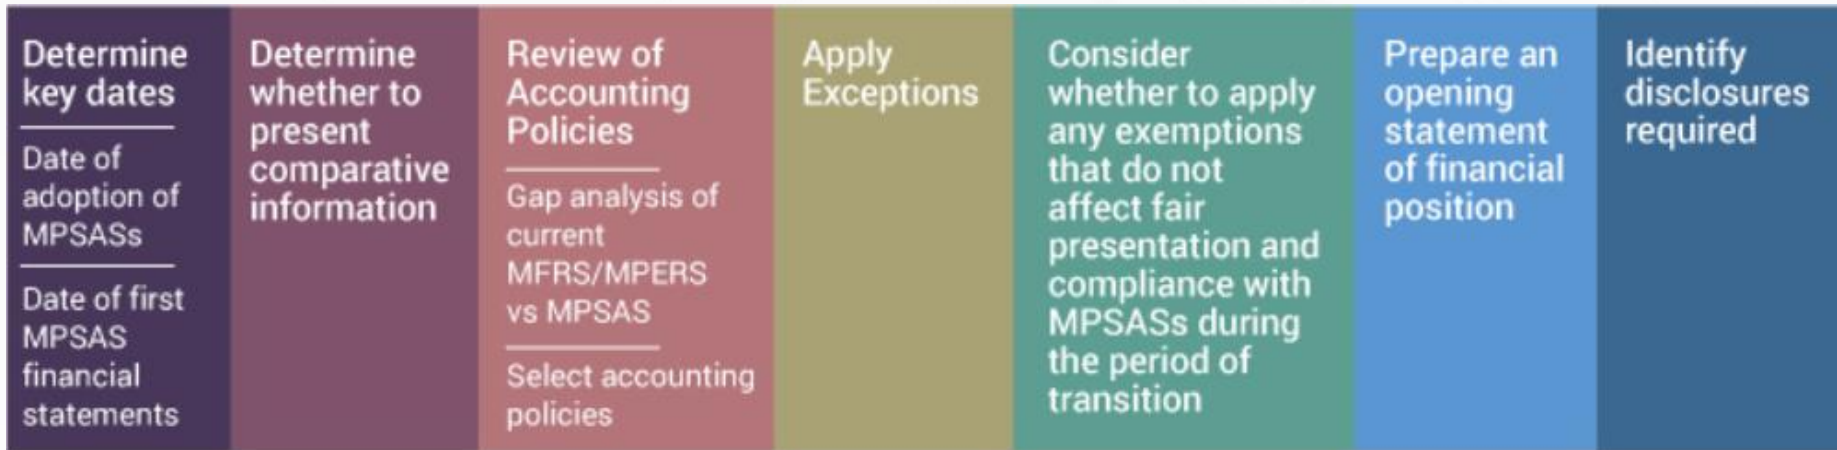 Determine
key dates
Date of
adoption of
MPSASs
Date of first
MPSAS
financial
statements
Determine
whether to
present
comparative
information
Review of
Accounting
Policies
Gap analysis of
current
MFRS/MPERS
vs MPSAS
Select accounting
policies
Apply
Exceptions
Consider
whether to apply
any exemptions
that do not
affect fair
presentation and
compliance with
MPSASs during
the period of
transition
Prepare an
opening
statement
of financial
position
Identify
disclosures
required